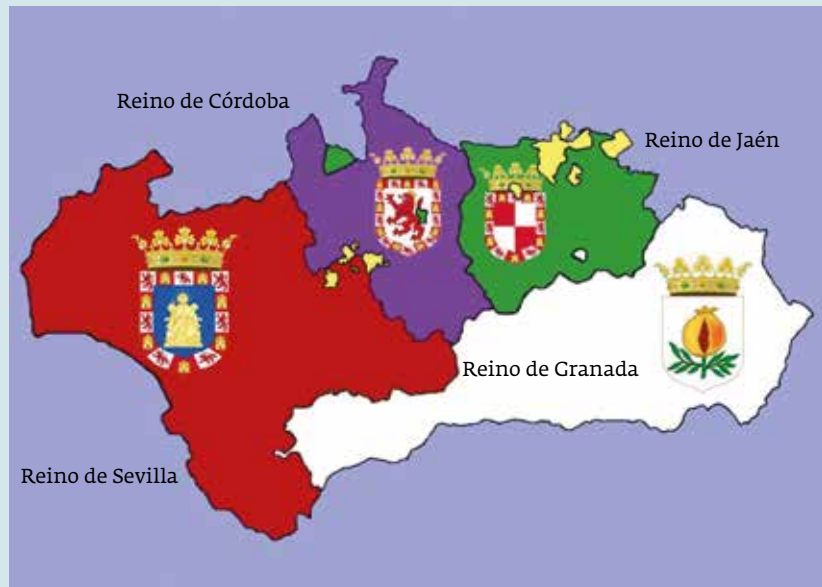 Reino de Córdoba
Reino de Jaén
Reino de Granada
Reino de Sevilla